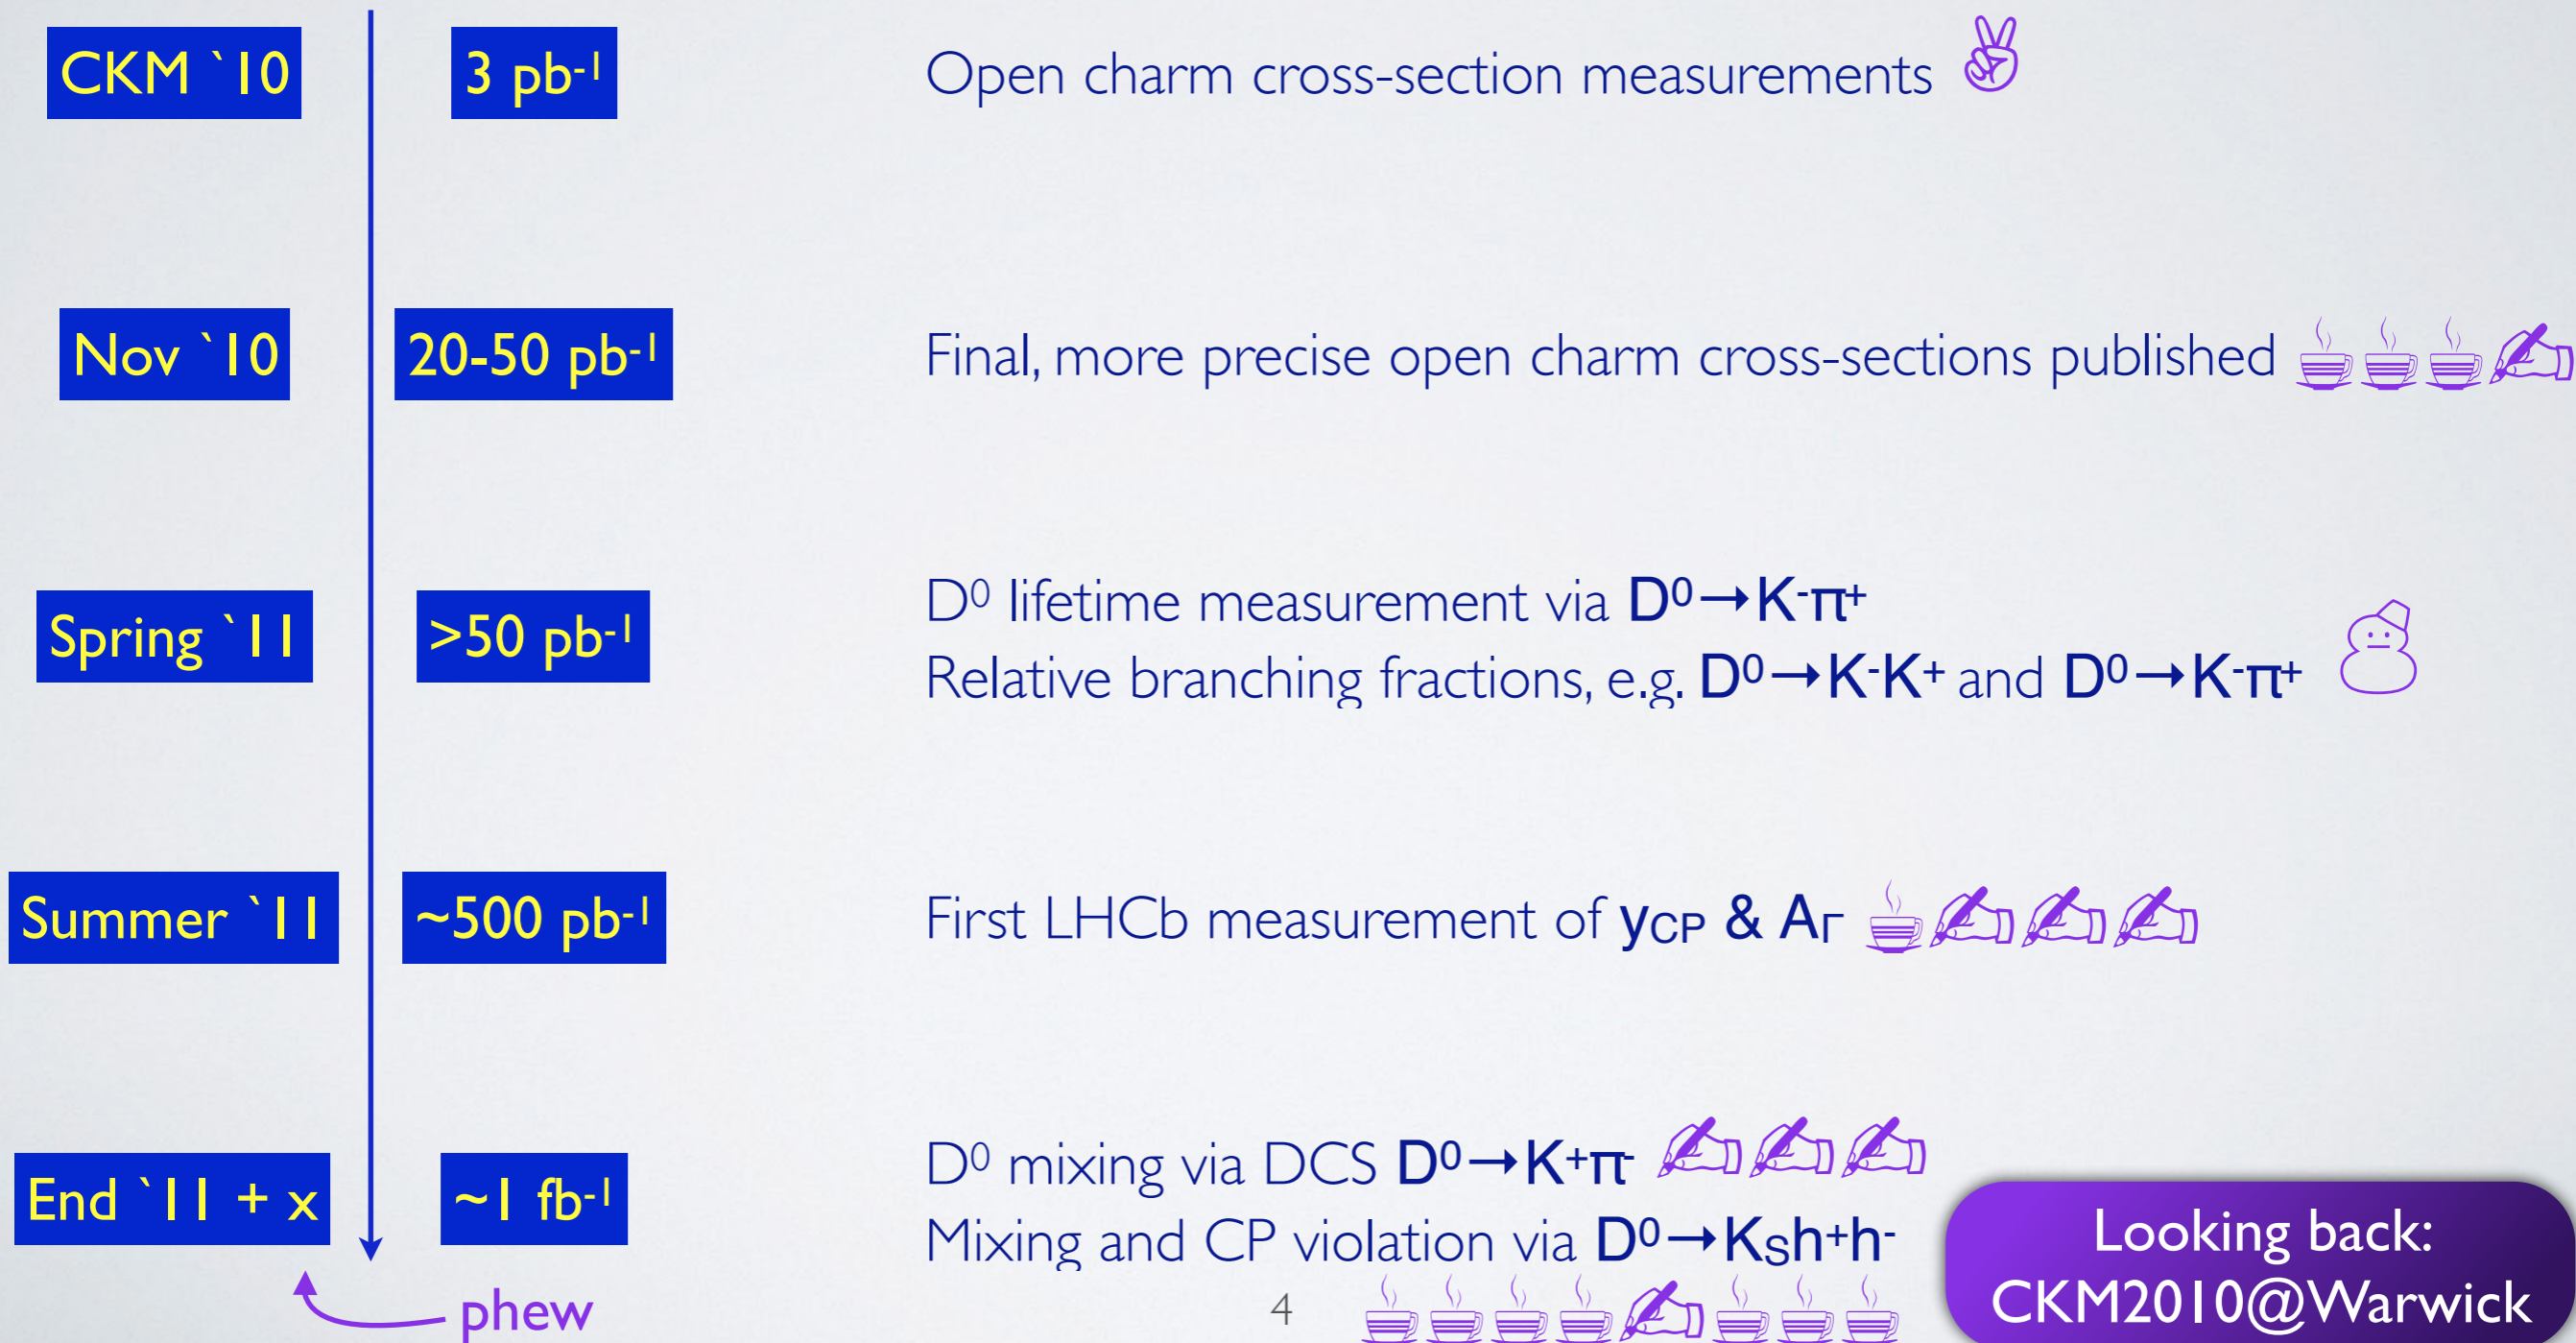 CKM `10 3 pb⁻¹ Open charm cross-section measurements
Nov `10 20-50 pb⁻¹ Final, more precise open charm cross-sections published
D⁰ lifetime measurement via D⁰→K⁻π⁺
Spring `11 >50 pb⁻¹
Relative branching fractions, e.g. D⁰→K⁻K⁺ and D⁰→K⁻π⁺
Summer `11 ~500 pb⁻¹ First LHCb measurement of yCP & AΓ
D⁰ mixing via DCS D⁰→K⁺π⁻
End `11 + x ~1 fb⁻¹
Mixing and CP violation via D⁰→KSh⁺h⁻
phew
4
Looking back:
CKM2010@Warwick